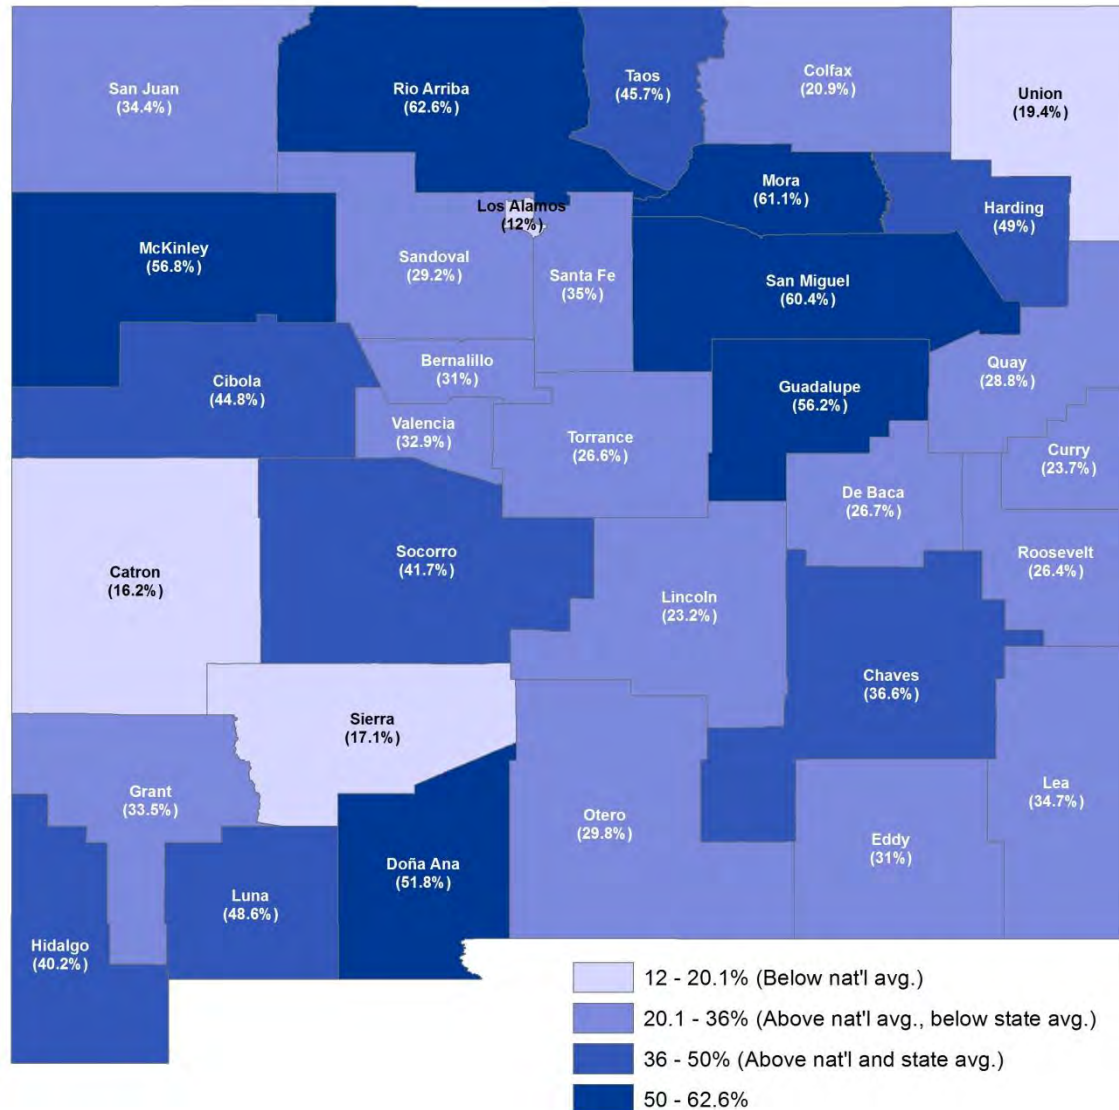 San Juan
(34.4%)
Rio Arriba
(62.6%)
Taos
(45.7%)
Colfax
(20.9%)
Union
(19.4%)
Mora
(61.1%)
Harding
(49%)
Los Alamos
(12%)
McKinley
(56.8%)
Sandoval
(29.2%)
Santa Fe
(35%)
San Miguel
(60.4%)
Bernalillo
(31%)
Quay
(28.8%)
Cibola
(44.8%)
Guadalupe
(56.2%)
Valencia
(32.9%)
Torrance
(26.6%)
Curry
(23.7%)
De Baca
(26.7%)
Socorro
(41.7%)
Roosevelt
(26.4%)
Catron
(16.2%)
Lincoln
(23.2%)
Chaves
(36.6%)
Sierra
(17.1%)
Grant
(33.5%)
Lea
(34.7%)
Otero
(29.8%)
Eddy
(31%)
Doña Ana
(51.8%)
Luna
(48.6%)
Hidalgo
(40.2%)
12 - 20.1% (Below nat'l avg.)
20.1 - 36% (Above nat'l avg., below state avg.)
36 - 50% (Above nat'l and state avg.)
50 - 62.6%